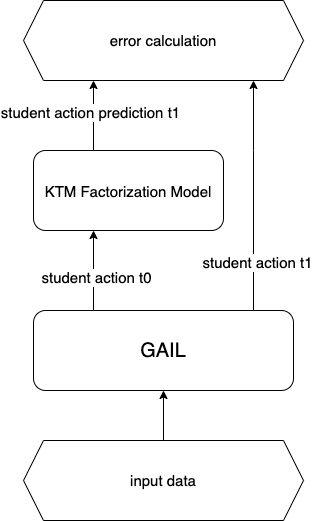 error calculation
student action prediction t1
KTM Factorization Model
student action t1
student action t0
GAIL
input data